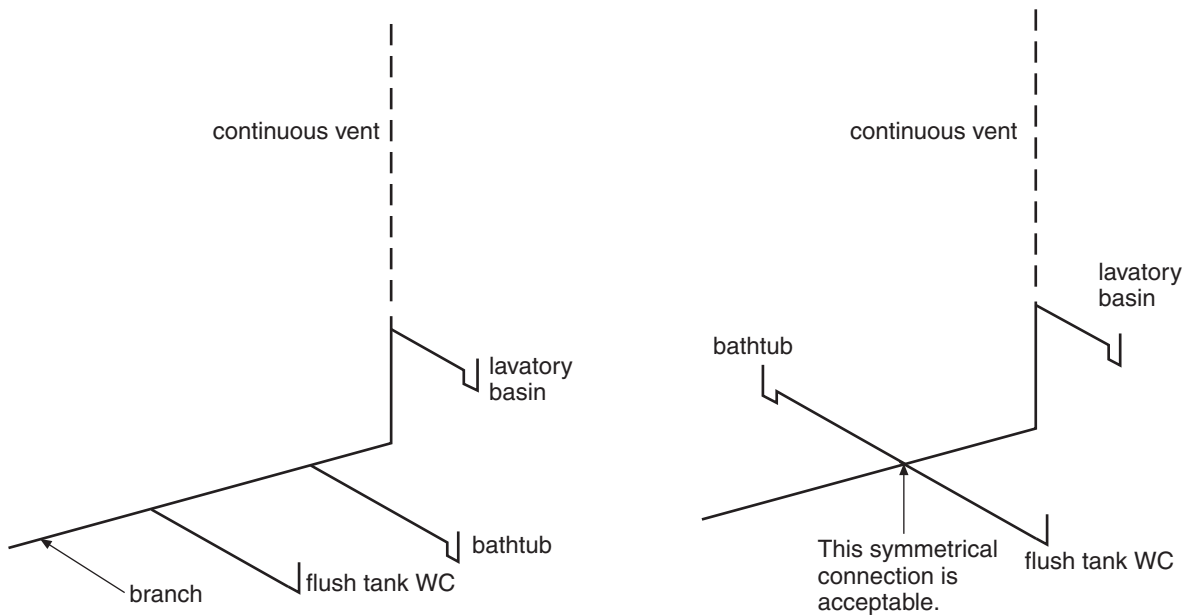 continuous vent
lavatory
basin
bathtub
flush tank WC
branch
continuous vent
lavatory
basin
bathtub
This symmetrical
connection is
acceptable.
flush tank WC